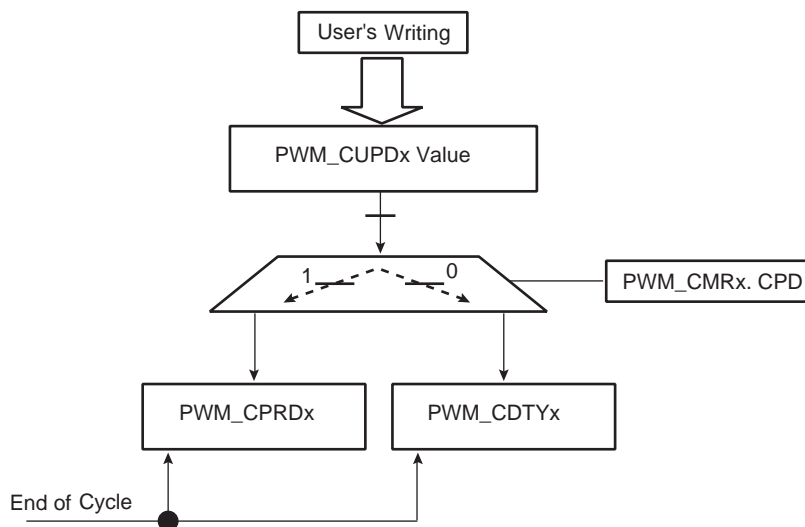 User's Writing
PWM_CUPDx Value
1
0
PWM_CMRx. CPD
PWM_CPRDx
PWM_CDTYx
End of Cycle